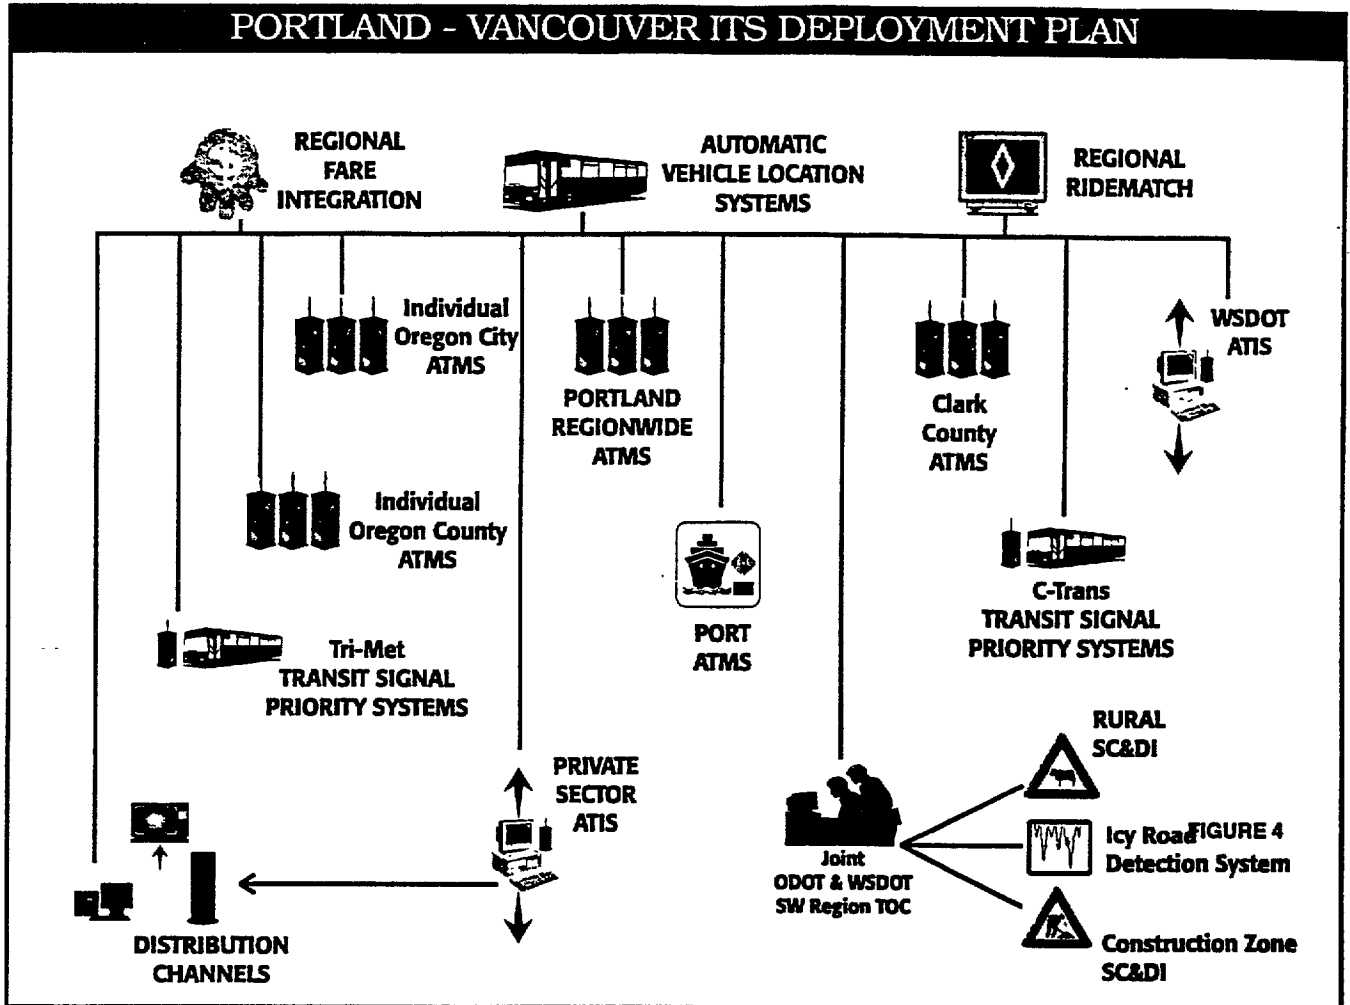 PORTLAND - VANCOUVER ITS DEPLOYMENT PLAN
REGIONAL
FARE
INTEGRATION
AUTOMATIC
VEHICLE LOCATION
SYSTEMS
REGIONAL
RIDEMATCH
Individual
Oregon City
ATMS
PORTLAND
REGIONWIDE
ATMS
Clark
County
ATMS
WSDOT
ATIS
Individual
Oregon County
ATMS
PORT
ATMS
C-Trans
TRANSIT SIGNAL
PRIORITY SYSTEMS
Tri-Met
TRANSIT SIGNAL
PRIORITY SYSTEMS
PRIVATE
SECTOR
ATIS
DISTRIBUTION
CHANNELS
Joint
ODOT & WSDOT
SW Region TOC
RURAL
SC&DI
Icy Road
Detection System
FIGURE 4
Construction Zone
SC&DI